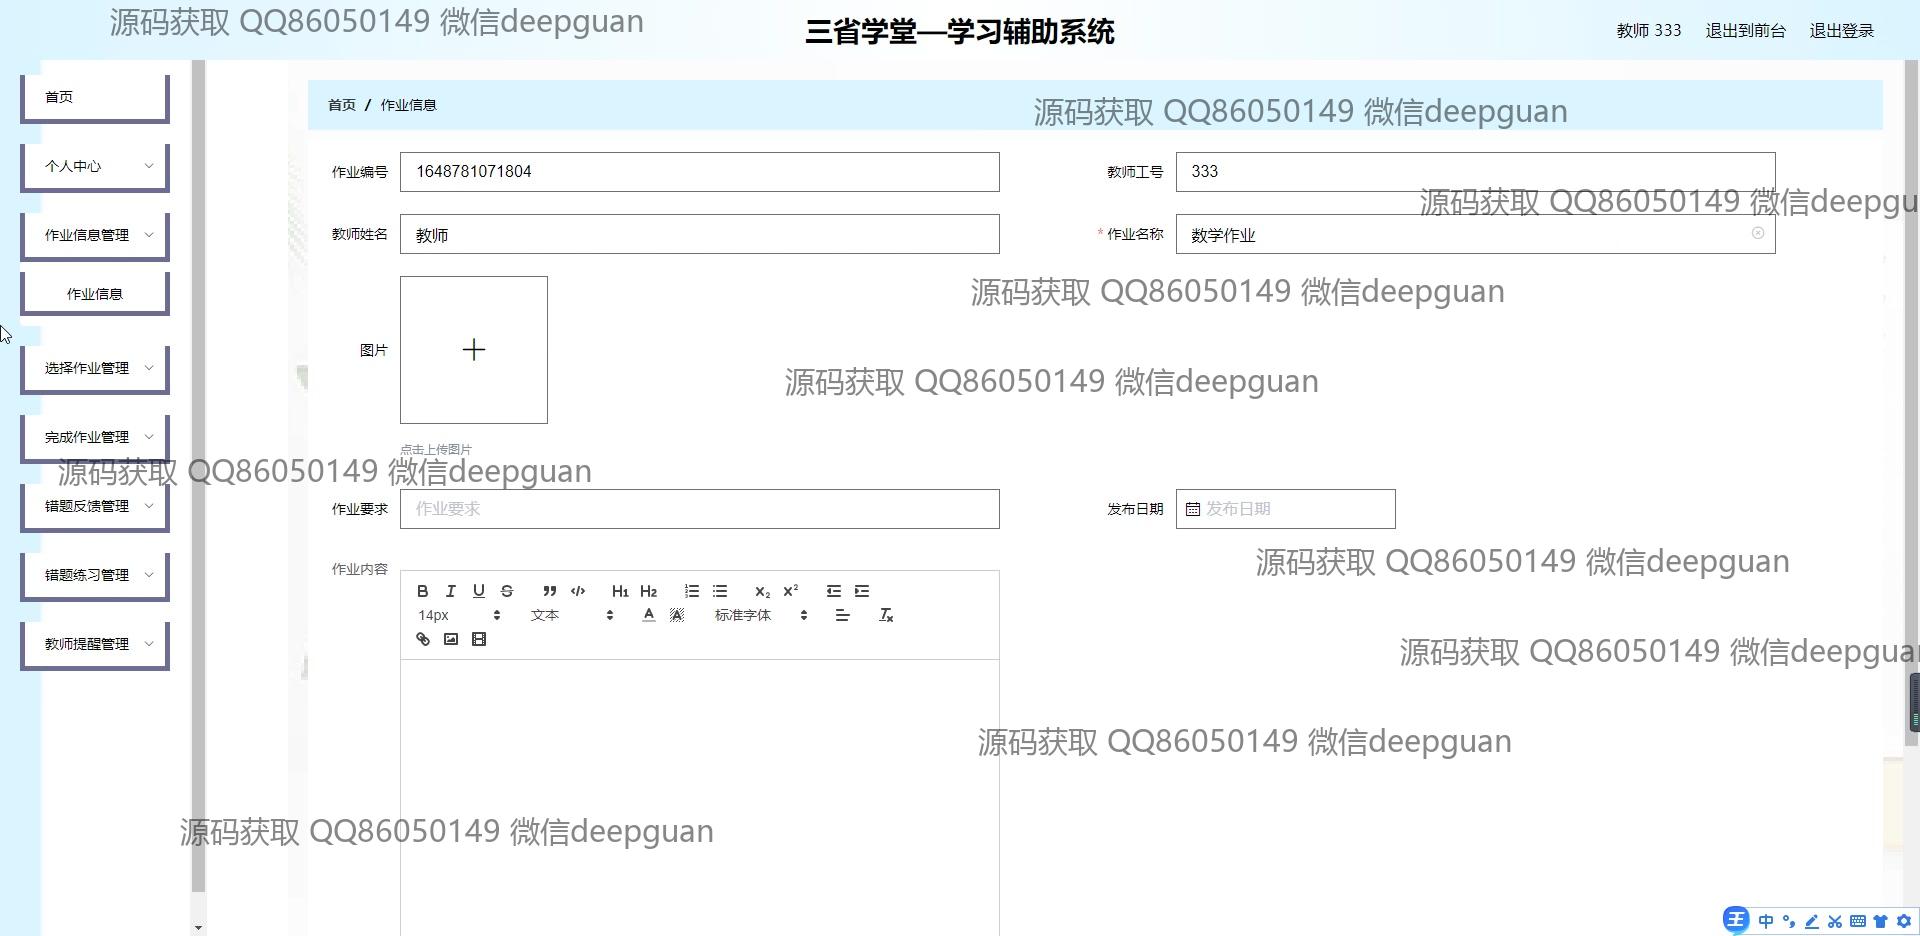 源码获取 QQ86050149 微信deepguan
三省学堂—学习辅助系统
教师 333 退出到前台 退出登录
首页
首页 / 作业信息
源码获取 QQ86050149 微信deepguan
个人中心
作业编号 1648781071804 教师工号 333
源码获取 QQ86050149 微信deepgu
作业信息管理
教师姓名 教师 * 作业名称 数学作业
作业信息
源码获取 QQ86050149 微信deepguan
图片
选择作业管理
源码获取 QQ86050149 微信deepguan
完成作业管理
点击上传图片
源码获取 QQ86050149 微信deepguan
错题反馈管理
作业要求 作业要求 发布日期 发布日期
源码获取 QQ86050149 微信deepguan
错题练习管理
作业内容
B I U S H1 H2 X₂ X²
14px 文本 A A 标准字体
教师提醒管理
源码获取 QQ86050149 微信deepguan
源码获取 QQ86050149 微信deepguan
源码获取 QQ86050149 微信deepguan
王 中